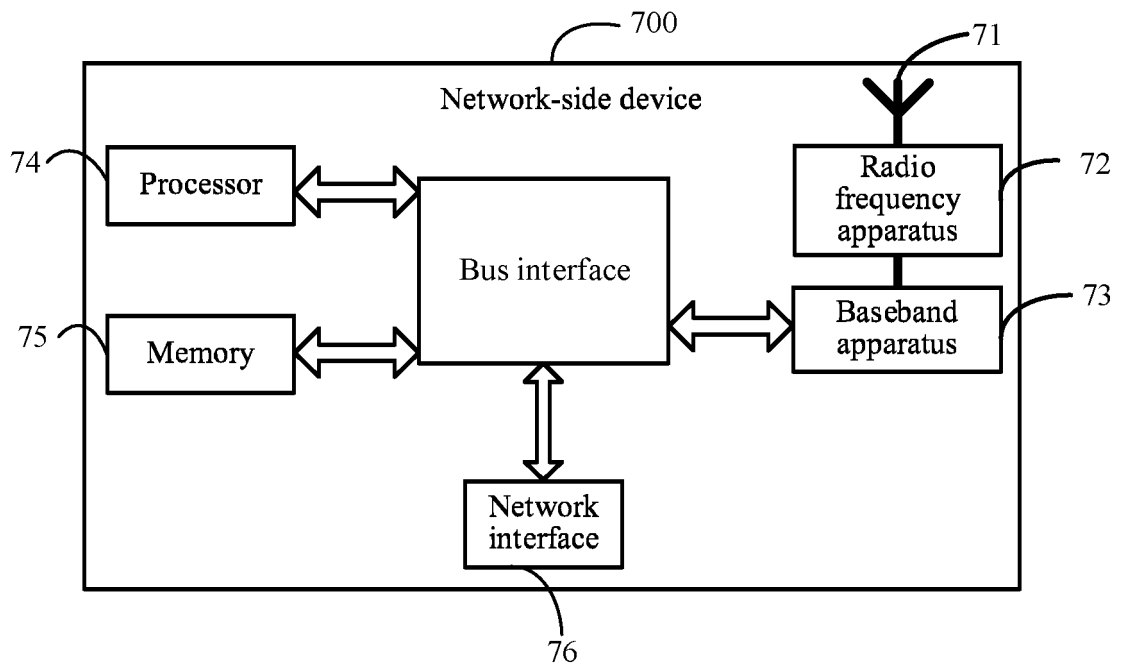 700
71
Network-side device
74
Processor
Radio
frequency
apparatus
72
Bus interface
75
Memory
Baseband
apparatus
73
Network
interface
76